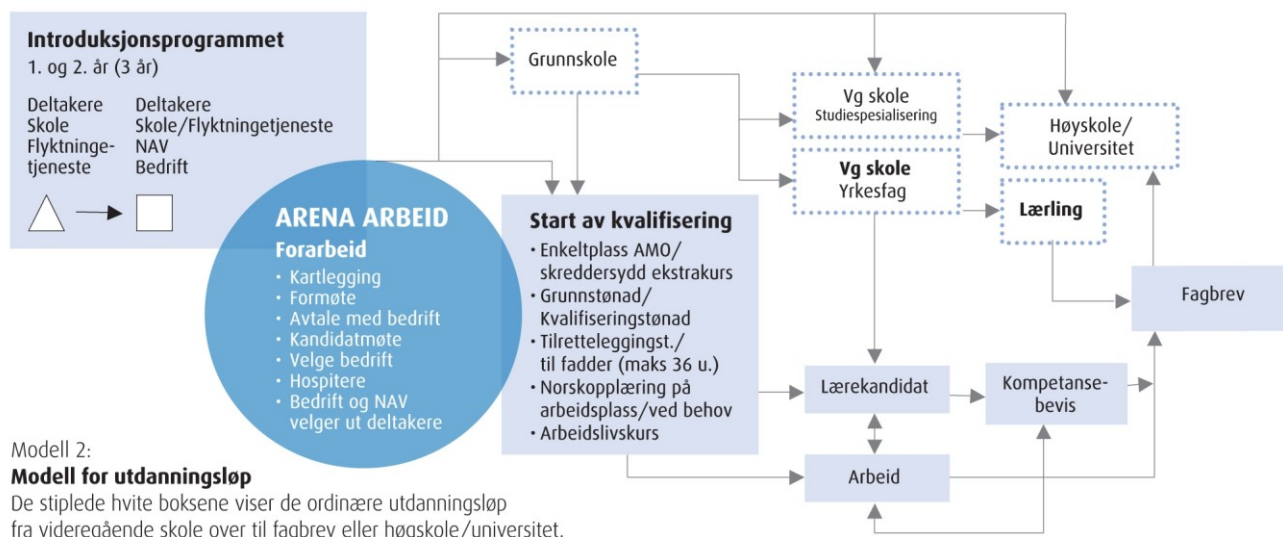 Introduksjonsprogrammet
1. og 2. år (3 år)
Deltakere
Skole
Flyktninge-
tjeneste
Deltakere
Skole/Flyktningetjeneste
NAV
Bedrift
ARENA ARBEID
Forarbeid
• Kartlegging
• Formøte
• Avtale med bedrift
• Kandidatmøte
• Velge bedrift
• Hospitere
• Bedrift og NAV
velger ut deltakere
Grunnskole
Start av kvalifisering
• Enkeltplass AMO/
skreddersydd ekstrakurs
• Grunnstønad/
Kvalifiseringstønad
• Tilretteleggingst./
til fadder (maks 36 u.)
• Norskopplæring på
arbeidsplass/ved behov
• Arbeidslivskurs
Vg skole
Studiespesialisering
Vg skole
Yrkesfag
Høyskole/
Universitet
Lærling
Fagbrev
Lærekandidat
Kompetanse-
bevis
Arbeid
Modell 2:
Modell for utdanningsløp
De stiplede hvite boksene viser de ordinære utdanningsløp
fra videregående skole over til fagbrev eller høgskole/universitet.